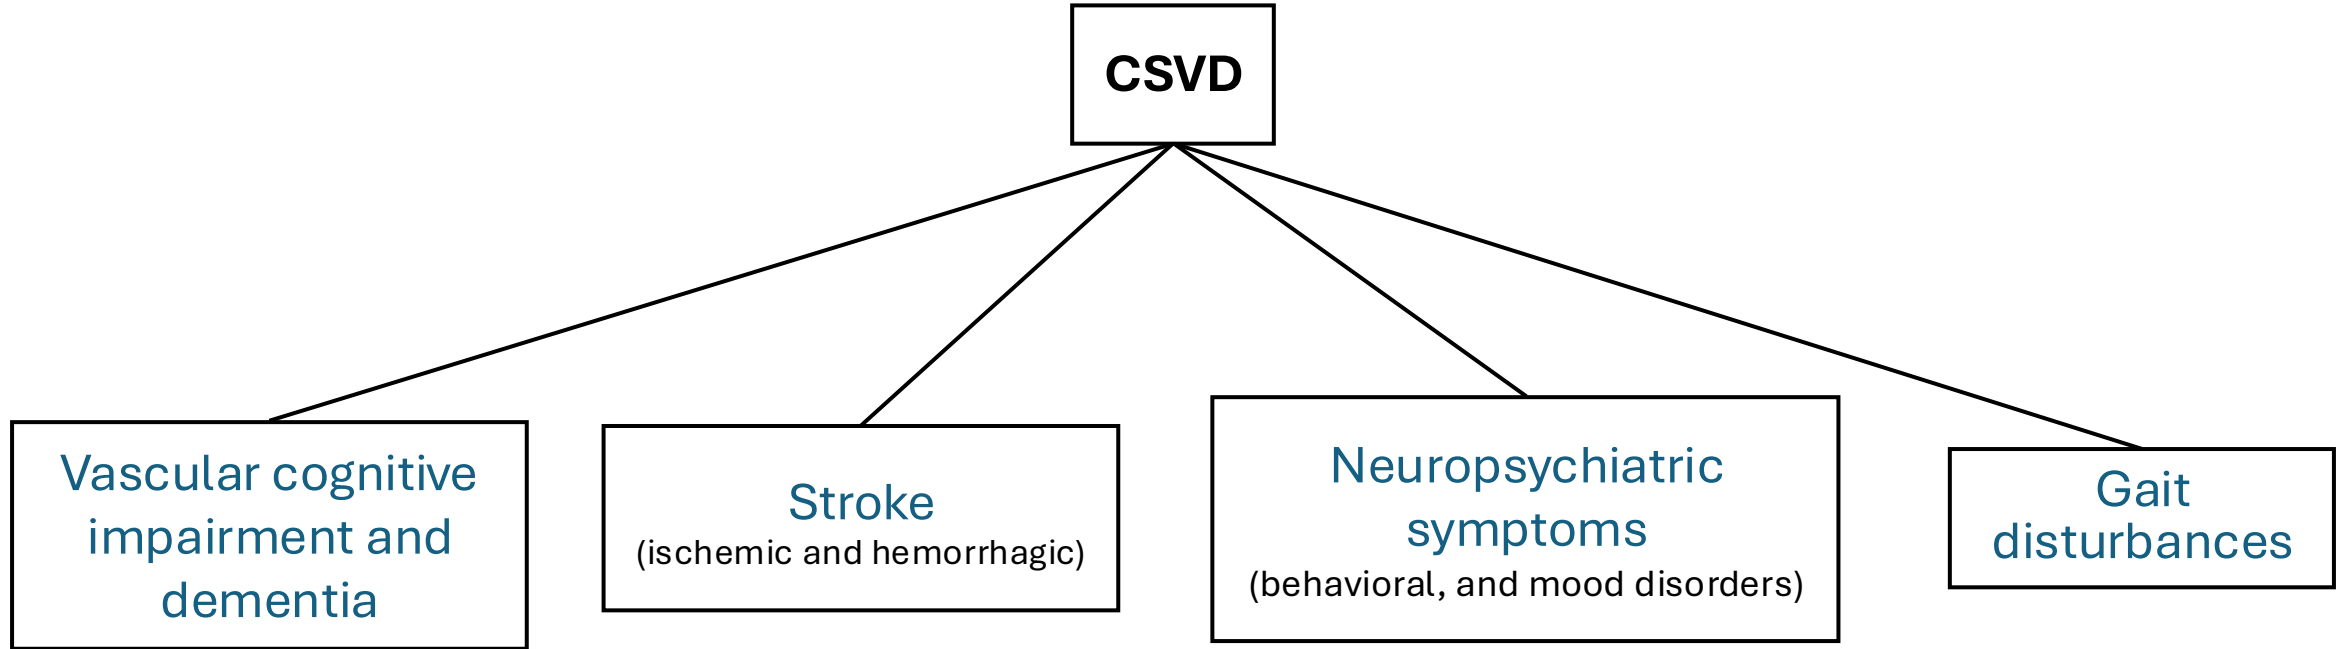 CSVD
Vascular cognitive
impairment and
dementia
Stroke
(ischemic and hemorrhagic)
Neuropsychiatric
symptoms
(behavioral, and mood disorders)
Gait
disturbances